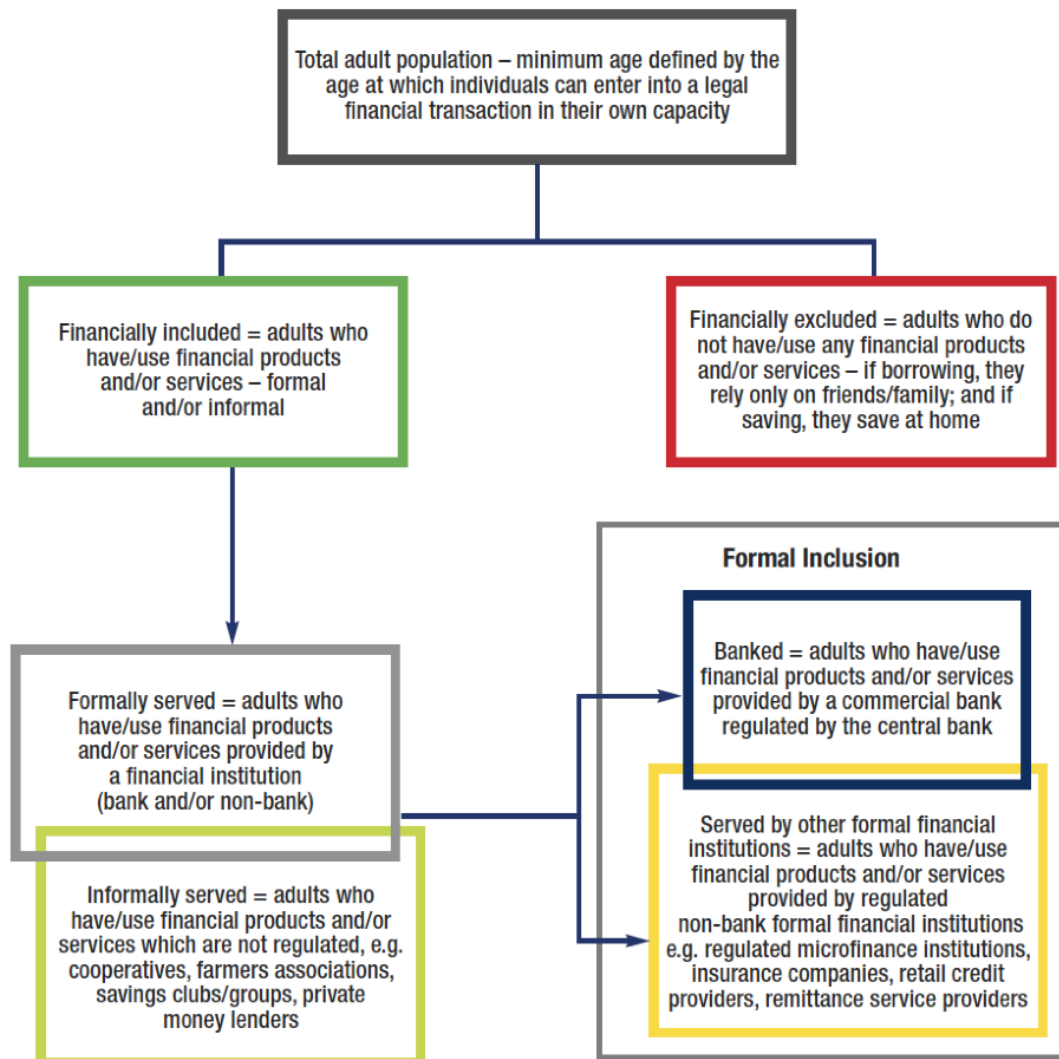 Total adult population – minimum age defined by the
age at which individuals can enter into a legal
financial transaction in their own capacity
Financially included = adults who
have/use financial products
and/or services – formal
and/or informal
Financially excluded = adults who do
not have/use any financial products
and/or services – if borrowing, they
rely only on friends/family; and if
saving, they save at home
Formally served = adults who
have/use financial products
and/or services provided by
a financial institution
(bank and/or non-bank)
Informally served = adults who
have/use financial products and/or
services which are not regulated, e.g.
cooperatives, farmers associations,
savings clubs/groups, private
money lenders
Formal Inclusion
Banked = adults who have/use
financial products and/or services
provided by a commercial bank
regulated by the central bank
Served by other formal financial
institutions = adults who have/use
financial products and/or services
provided by regulated
non-bank formal financial institutions
e.g. regulated microfinance institutions,
insurance companies, retail credit
providers, remittance service providers